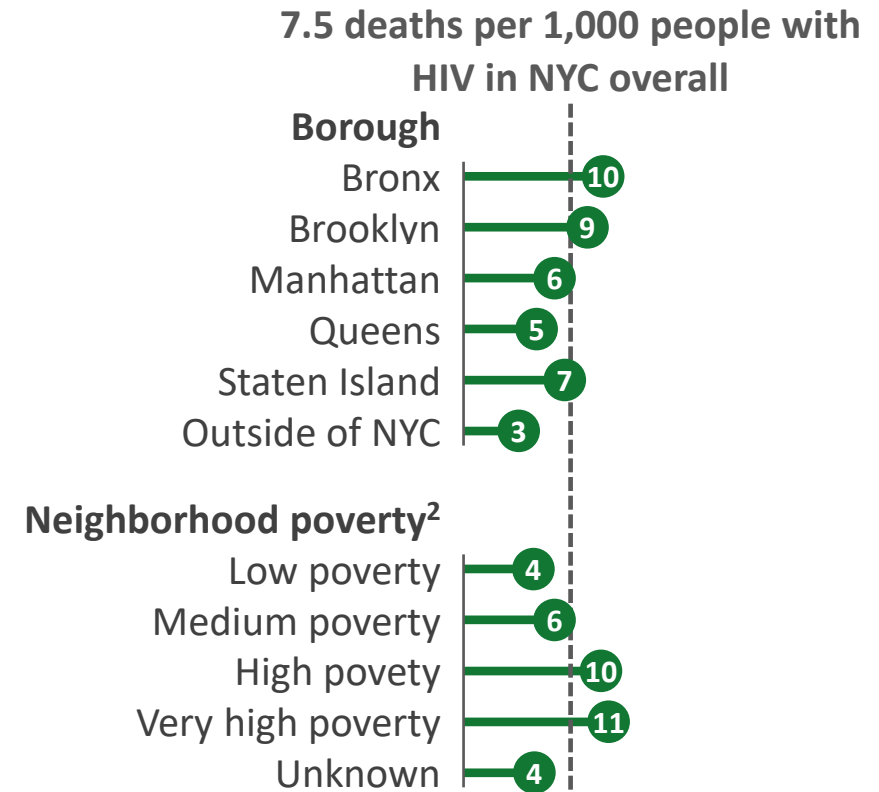 7.5 deaths per 1,000 people with
HIV in NYC overall
Borough
Bronx 10
Brooklyn 9
Manhattan 6
Queens 5
Staten Island 7
Outside of NYC 3
Neighborhood poverty²
Low poverty 4
Medium poverty 6
High povety 10
Very high poverty 11
Unknown 4